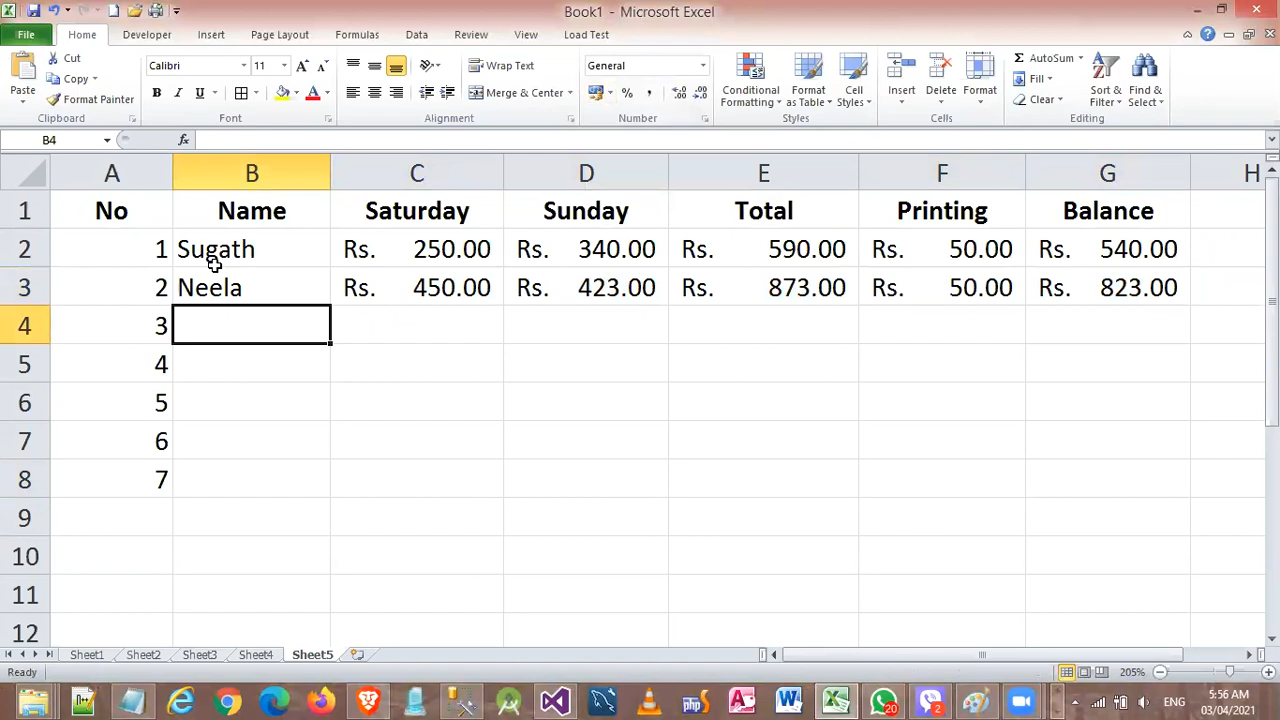 Book1 - Microsoft Excel
File Home Developer Insert Page Layout Formulas Data Review View Load Test
Paste Cut Copy Format Painter Clipboard
Calibri 11 B I U A A A Font
Wrap Text Merge & Center Alignment
General % , Number
Conditional Formatting Format as Table Cell Styles Styles
Insert Delete Format Cells
Σ AutoSum Fill Clear Sort & Filter Find & Select Editing
B4 fx
A B C D E F G H
1 No Name Saturday Sunday Total Printing Balance
2 1 Sugath Rs. 250.00 Rs. 340.00 Rs. 590.00 Rs. 50.00 Rs. 540.00
3 2 Neela Rs. 450.00 Rs. 423.00 Rs. 873.00 Rs. 50.00 Rs. 823.00
4 3
5 4
6 5
7 6
8 7
9
10
11
12
Sheet1 Sheet2 Sheet3 Sheet4 Sheet5
Ready 205%
php 20 2 ENG 5:56 AM
03/04/2021